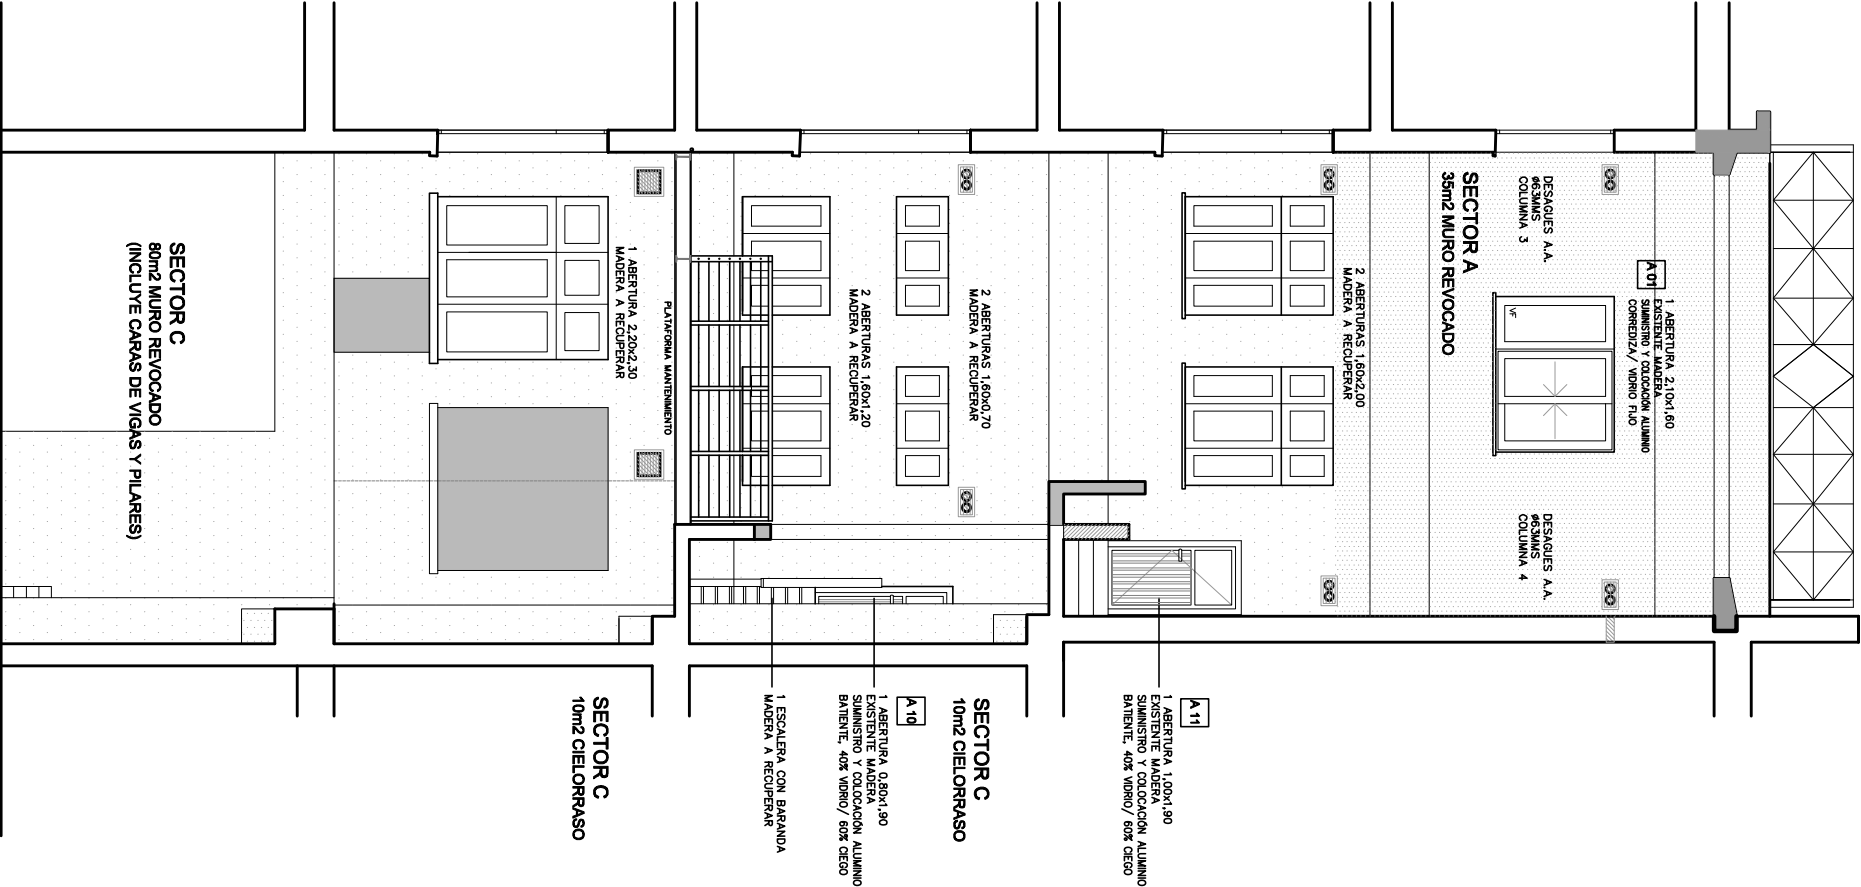 A 01
1 ABERTURA 2,10x1,60
EXISTENTE MADERA
SUMINISTRO Y COLOCACIÓN ALUMINIO
CORREDIZA/ VIDRIO FIJO
DESAGUES A.A.
ø63MMS
COLUMNA 3
VF
DESAGUES A.A.
ø63MMS
COLUMNA 4
SECTOR A
35m2 MURO REVOCADO
2 ABERTURAS 1,60x2,00
MADERA A RECUPERAR
A 11
1 ABERTURA 1,00x1,90
EXISTENTE MADERA
SUMINISTRO Y COLOCACIÓN ALUMINIO
BATIENTE, 40% VIDRIO/ 60% CIEGO
2 ABERTURAS 1,60x0,70
MADERA A RECUPERAR
SECTOR C
10m2 CIELORRASO
2 ABERTURAS 1,60x1,20
MADERA A RECUPERAR
A 10
1 ABERTURA 0,80x1,90
EXISTENTE MADERA
SUMINISTRO Y COLOCACIÓN ALUMINIO
BATIENTE, 40% VIDRIO/ 60% CIEGO
1 ESCALERA CON BARANDA
MADERA A RECUPERAR
PLATAFORMA MANTENIMIENTO
1 ABERTURA 2,20x2,30
MADERA A RECUPERAR
SECTOR C
10m2 CIELORRASO
SECTOR C
80m2 MURO REVOCADO
(INCLUYE CARAS DE VIGAS Y PILARES)